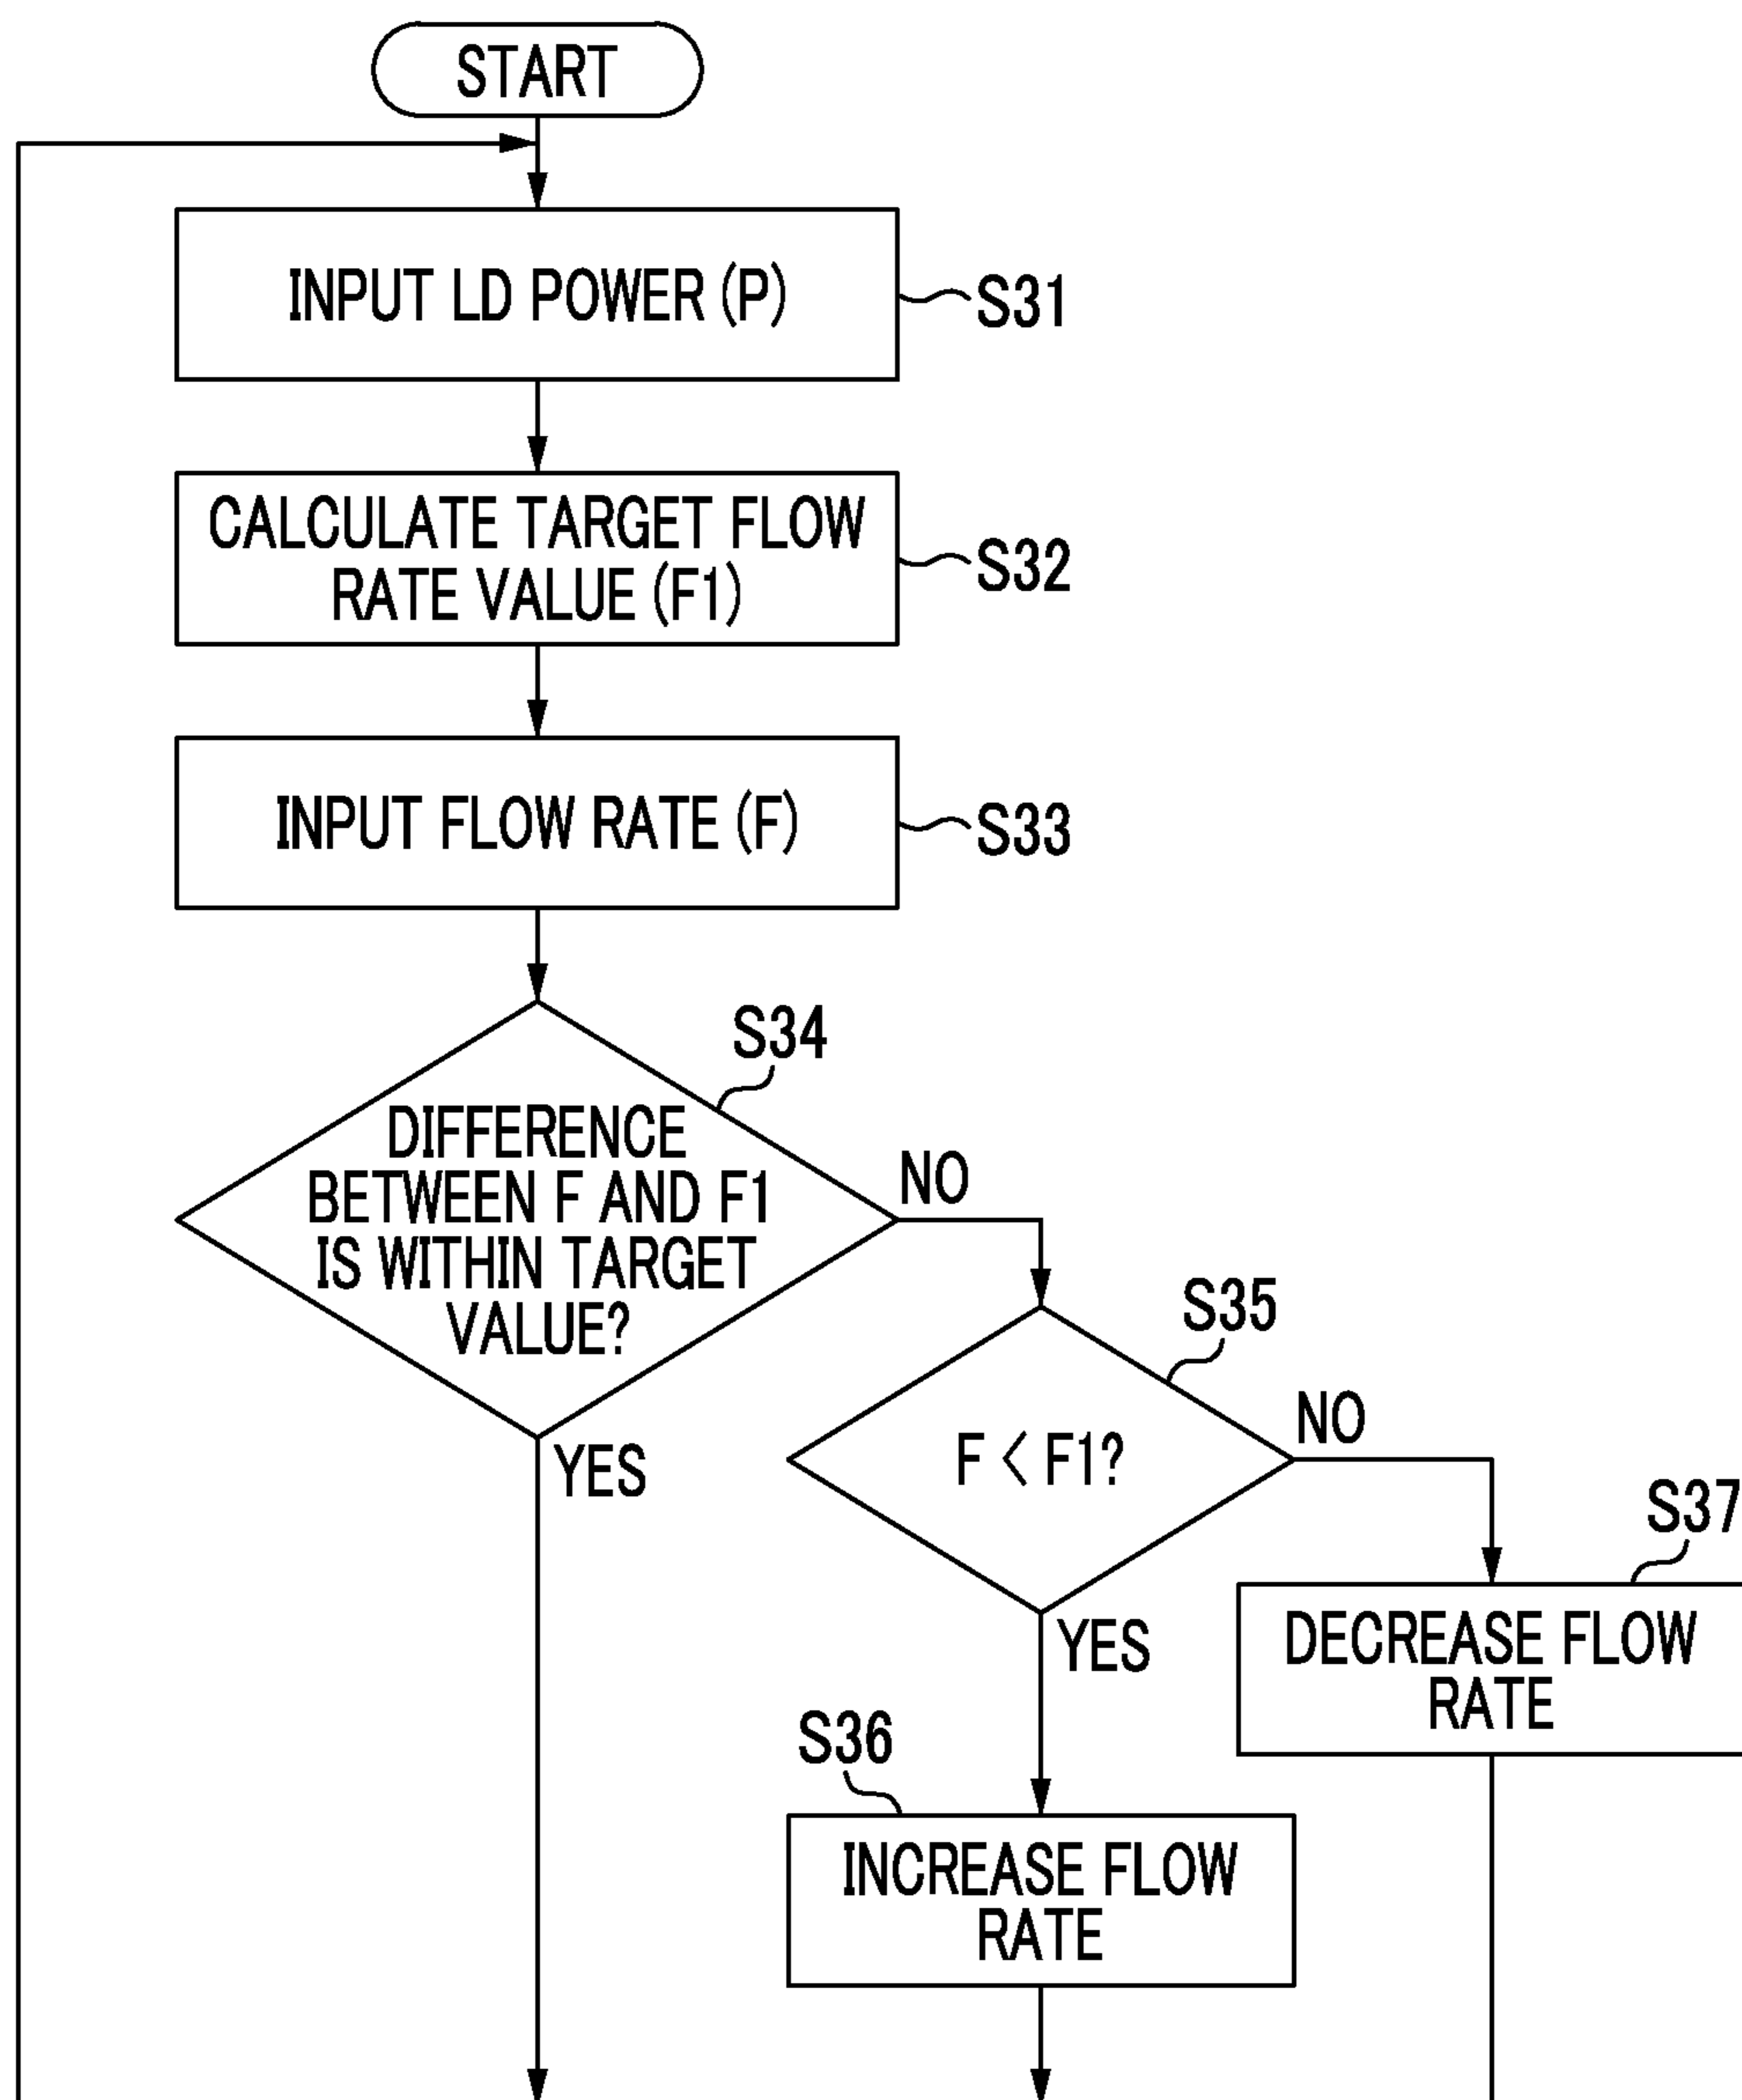 START
INPUT LD POWER (P)
S31
CALCULATE TARGET FLOW
RATE VALUE (F1)
S32
INPUT FLOW RATE (F)
S33
S34
DIFFERENCE
BETWEEN F AND F1
IS WITHIN TARGET
VALUE?
NO
YES
S35
F < F1?
NO
YES
S37
DECREASE FLOW
RATE
S36
INCREASE FLOW
RATE